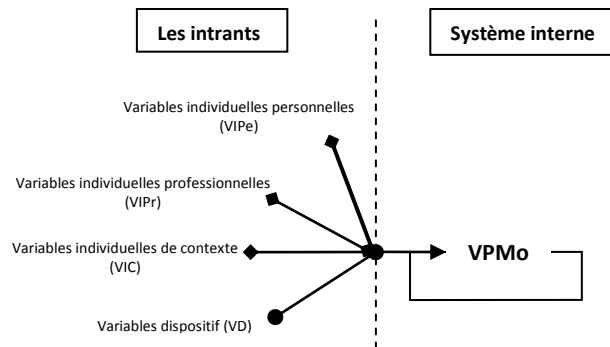 Les intrants
Système interne
Variables individuelles personnelles
(VIPe)
Variables individuelles professionnelles
(VIPr)
Variables individuelles de contexte
(VIC)
VPMo
Variables dispositif (VD)